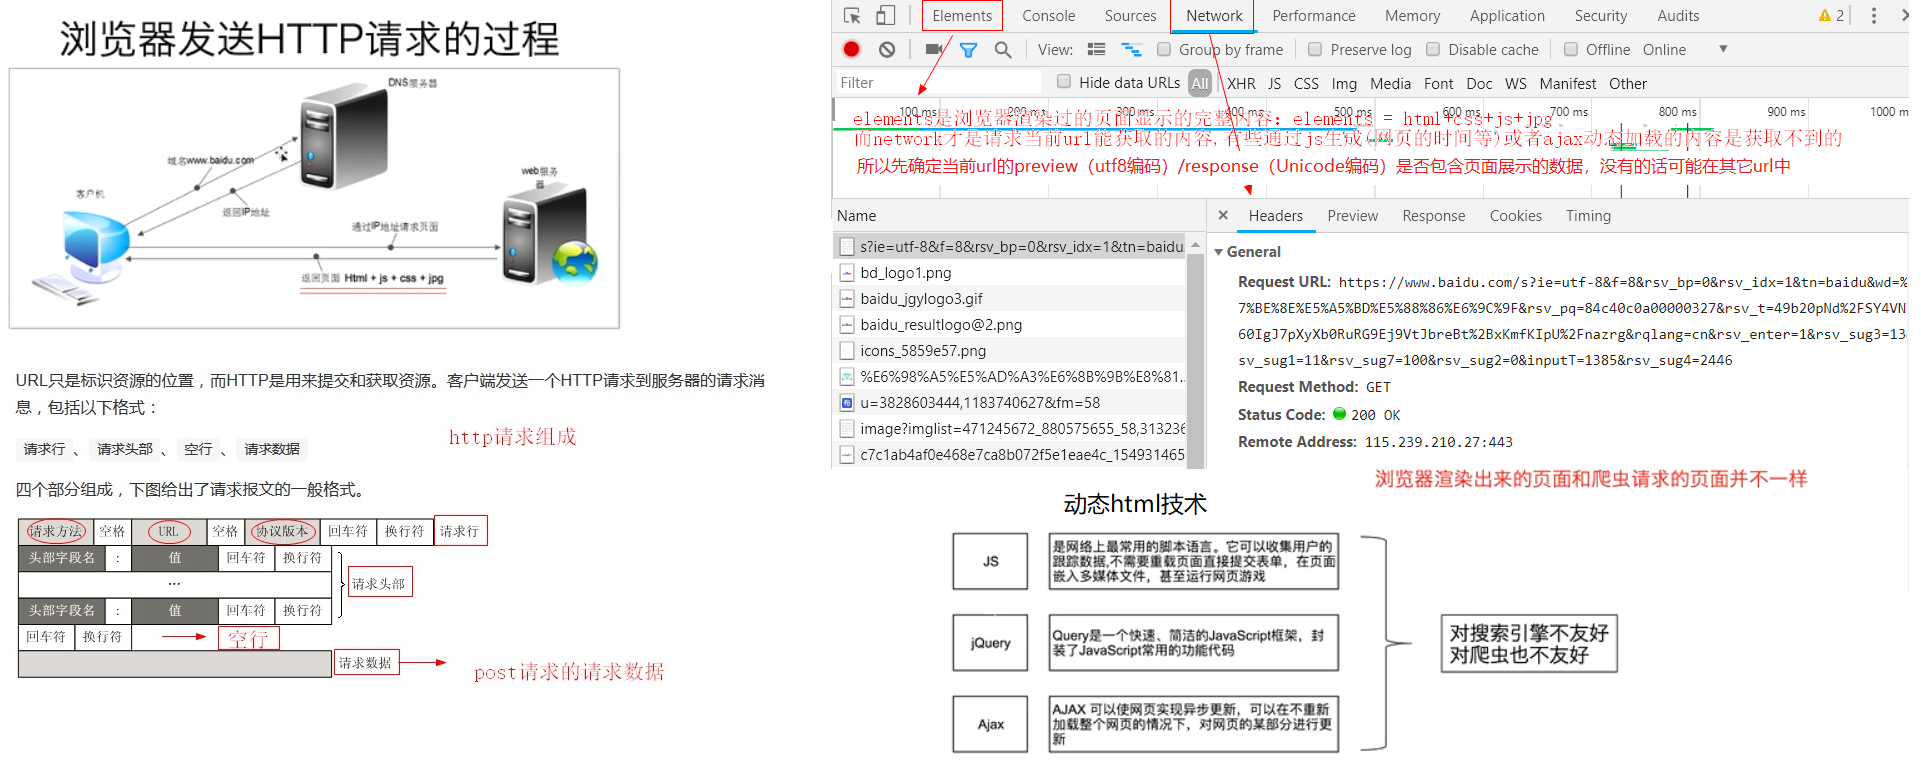 浏览器发送HTTP请求的过程
DNS服务器
域名www.baidu.com
web服务器
客户机
返回IP地址
通过IP地址请求页面
返回页面 Html + js + css + jpg
URL只是标识资源的位置，而HTTP是用来提交和获取资源。客户端发送一个HTTP请求到服务器的请求消
息，包括以下格式：
http请求组成
请求行 、 请求头部 、 空行 、 请求数据
四个部分组成，下图给出了请求报文的一般格式。
请求方法 空格 URL 空格 协议版本 回车符 换行符 请求行
头部字段名 : 值 回车符 换行符
... 请求头部
头部字段名 : 值 回车符 换行符
回车符 换行符 空行
请求数据
post请求的请求数据
Elements Console Sources Network Performance Memory Application Security Audits 2
View: Group by frame Preserve log Disable cache Offline Online
Filter Hide data URLs All XHR JS CSS Img Media Font Doc WS Manifest Other
100 ms 200 ms 300 ms 400 ms 500 ms 600 ms 700 ms 800 ms 900 ms 1000 m
elements是浏览器渲染过的页面显示的完整内容: elements = html+css+js+jpg
而network才是请求当前url能获取的内容,有些通过js生成(网页的时间等)或者ajax动态加载的内容是获取不到的
所以先确定当前url的preview（utf8编码）/response（Unicode编码）是否包含页面展示的数据，没有的话可能在其它url中
Name
s?ie=utf-8&f=8&rsv_bp=0&rsv_idx=1&tn=baidu
bd_logo1.png
baidu_jgylogo3.gif
baidu_resultlogo@2.png
icons_5859e57.png
%E6%98%A5%E5%AD%A3%E6%8B%9B%E8%81...
u=3828603444,1183740627&fm=58
image?imglist=471245672_880575655_58,313236
c7c1ab4af0e468e7ca8b072f5e1eae4c_154931465
Headers Preview Response Cookies Timing
General
Request URL: https://www.baidu.com/s?ie=utf-8&f=8&rsv_bp=0&rsv_idx=1&tn=baidu&wd=%
7%BE%8E%E5%A5%BD%E5%88%86%E6%9C%9F&rsv_pq=84c40c0a00000327&rsv_t=49b20pNd%2FSY4VN
60IgJ7pXyXb0RuRG9Ej9VtJbreBt%2BxKmfKIpU%2Fnazrg&rqlang=cn&rsv_enter=1&rsv_sug3=13
sv_sug1=11&rsv_sug7=100&rsv_sug2=0&inputT=1385&rsv_sug4=2446
Request Method: GET
Status Code: 200 OK
Remote Address: 115.239.210.27:443
浏览器渲染出来的页面和爬虫请求的页面并不一样
动态html技术
JS
是网络上最常用的脚本语言。它可以收集用户的
跟踪数据,不需要重载页面直接提交表单，在页面
嵌入多媒体文件，甚至运行网页游戏
jQuery
Query是一个快速、简洁的JavaScript框架，封
装了JavaScript常用的功能代码
Ajax
AJAX 可以使网页实现异步更新，可以在不重新
加载整个网页的情况下，对网页的某部分进行更
新
对搜索引擎不友好
对爬虫也不友好